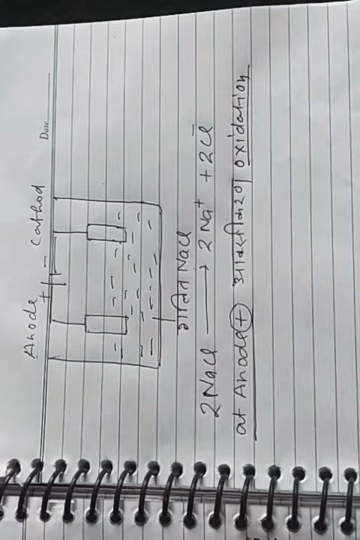 Date
Anode + - Cathod
गलित NaCl
2NaCl ⟶ 2Na⁺ + 2Cl̄
at Anode(+) आक्सीकरण oxidation